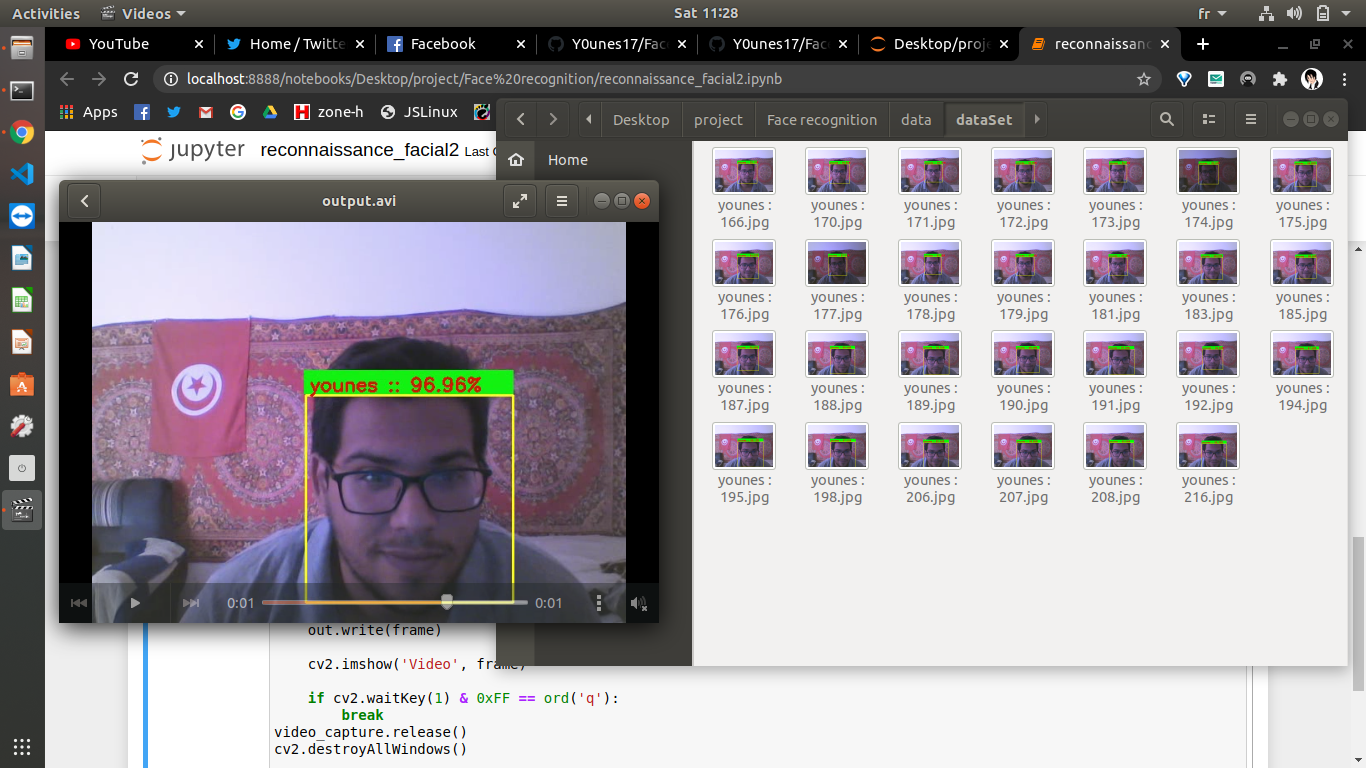 Activities Videos Sat 11:28 fr
YouTube Home / Twitte Facebook Y0unes17/Fac Y0unes17/Fac Desktop/proj reconnaissanc
localhost:8888/notebooks/Desktop/project/Face%20recognition/reconnaissance_facial2.ipynb
Apps zone-h JSLinux
Desktop project Face recognition data dataSet
jupyter reconnaissance_facial2 Last
Home
output.avi
younes :: 96.96%
0:01 0:01
younes : 166.jpg
younes : 170.jpg
younes : 171.jpg
younes : 172.jpg
younes : 173.jpg
younes : 174.jpg
younes : 175.jpg
younes : 176.jpg
younes : 177.jpg
younes : 178.jpg
younes : 179.jpg
younes : 181.jpg
younes : 183.jpg
younes : 185.jpg
younes : 187.jpg
younes : 188.jpg
younes : 189.jpg
younes : 190.jpg
younes : 191.jpg
younes : 192.jpg
younes : 194.jpg
younes : 195.jpg
younes : 198.jpg
younes : 206.jpg
younes : 207.jpg
younes : 208.jpg
younes : 216.jpg
out.write(frame)
cv2.imshow('Video', frame)
if cv2.waitKey(1) & 0xFF == ord('q'):
break
video_capture.release()
cv2.destroyAllWindows()